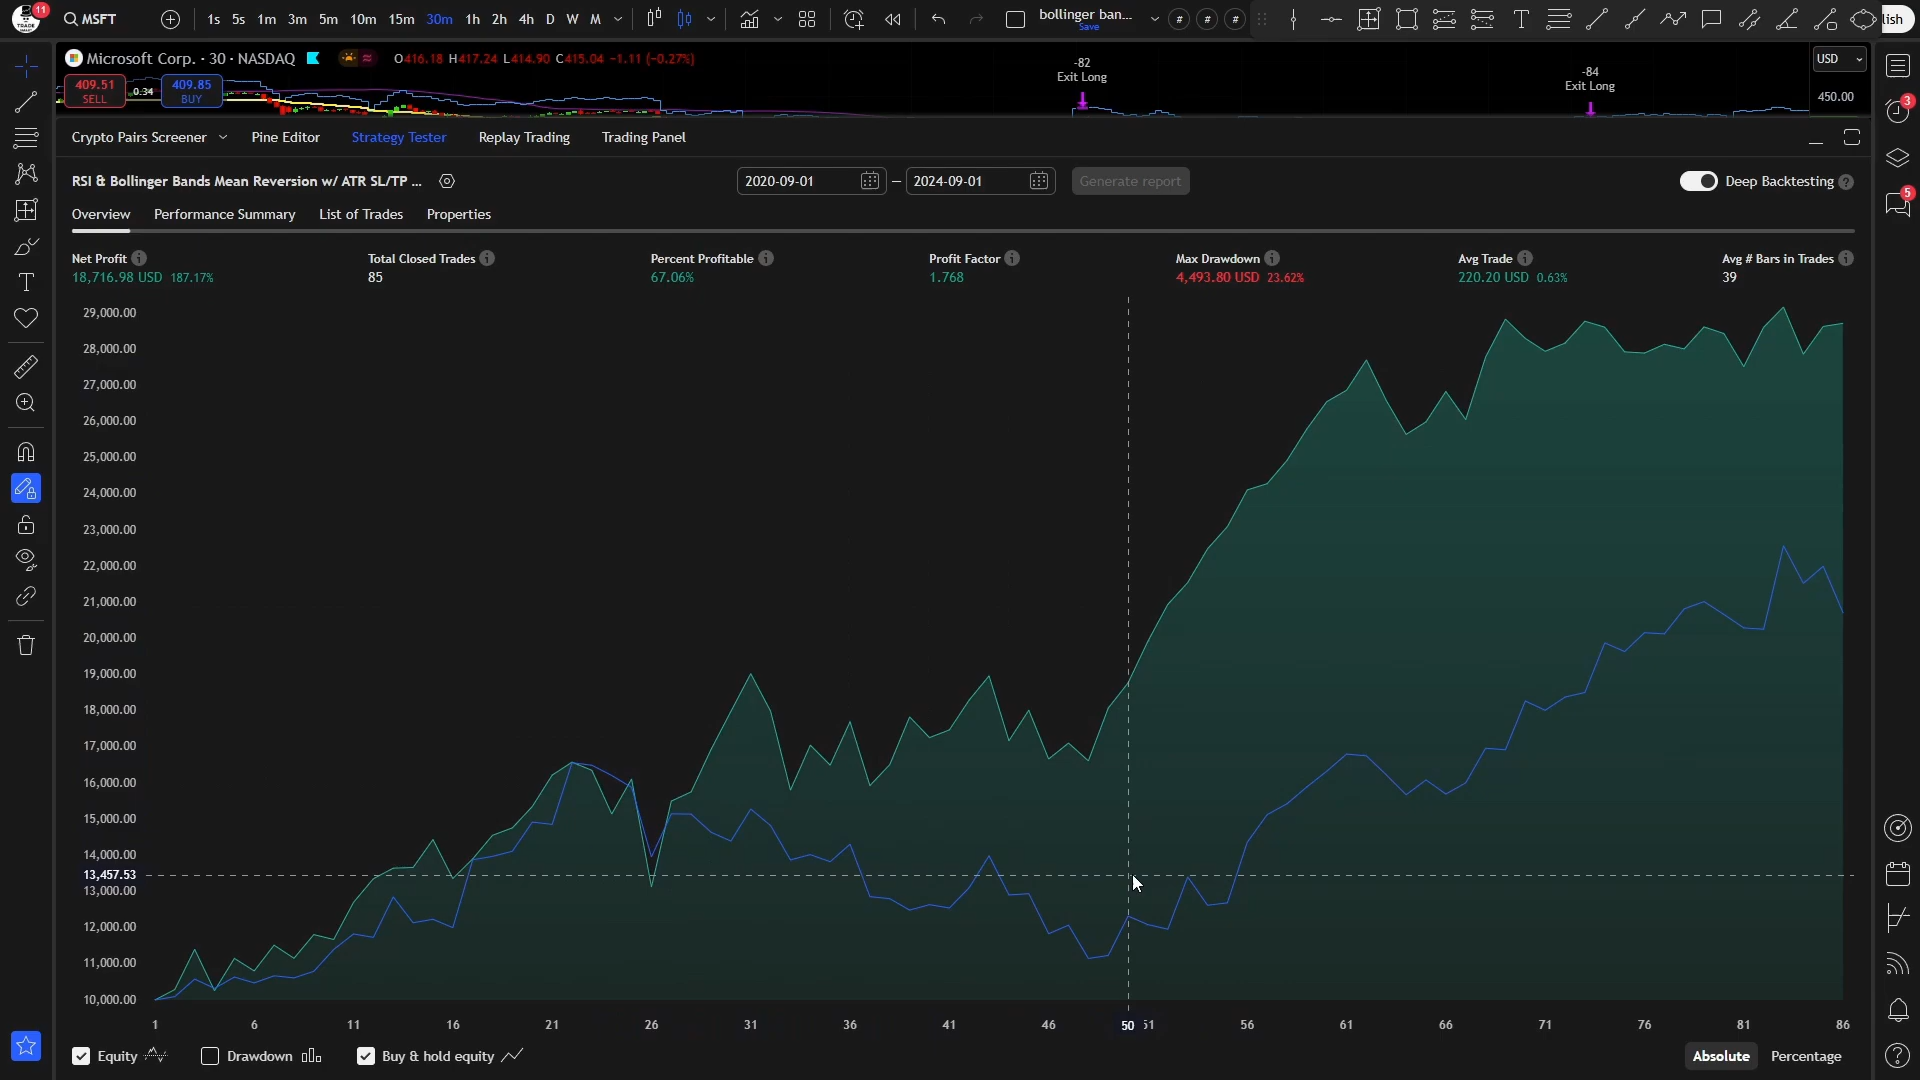 11
MSFT
1s 5s 1m 3m 5m 10m 15m 30m 1h 2h 4h D W M
bollinger ban...
Save
lish
Microsoft Corp. · 30 · NASDAQ
O416.18 H417.24 L414.90 C415.04 −1.11 (−0.27%)
409.51
SELL
0.34
409.85
BUY
-82
Exit Long
-84
Exit Long
USD
450.00
3
5
Crypto Pairs Screener
Pine Editor
Strategy Tester
Replay Trading
Trading Panel
RSI & Bollinger Bands Mean Reversion w/ ATR SL/TP ...
2020-09-01 — 2024-09-01
Generate report
Deep Backtesting
Overview
Performance Summary
List of Trades
Properties
Net Profit
18,716.98 USD 187.17%
Total Closed Trades
85
Percent Profitable
67.06%
Profit Factor
1.768
Max Drawdown
4,493.80 USD 23.62%
Avg Trade
220.20 USD 0.63%
Avg # Bars in Trades
39
29,000.00
28,000.00
27,000.00
26,000.00
25,000.00
24,000.00
23,000.00
22,000.00
21,000.00
20,000.00
19,000.00
18,000.00
17,000.00
16,000.00
15,000.00
14,000.00
13,457.53
13,000.00
12,000.00
11,000.00
10,000.00
1 6 11 16 21 26 31 36 41 46 50 51 56 61 66 71 76 81 86
Equity
Drawdown
Buy & hold equity
Absolute
Percentage